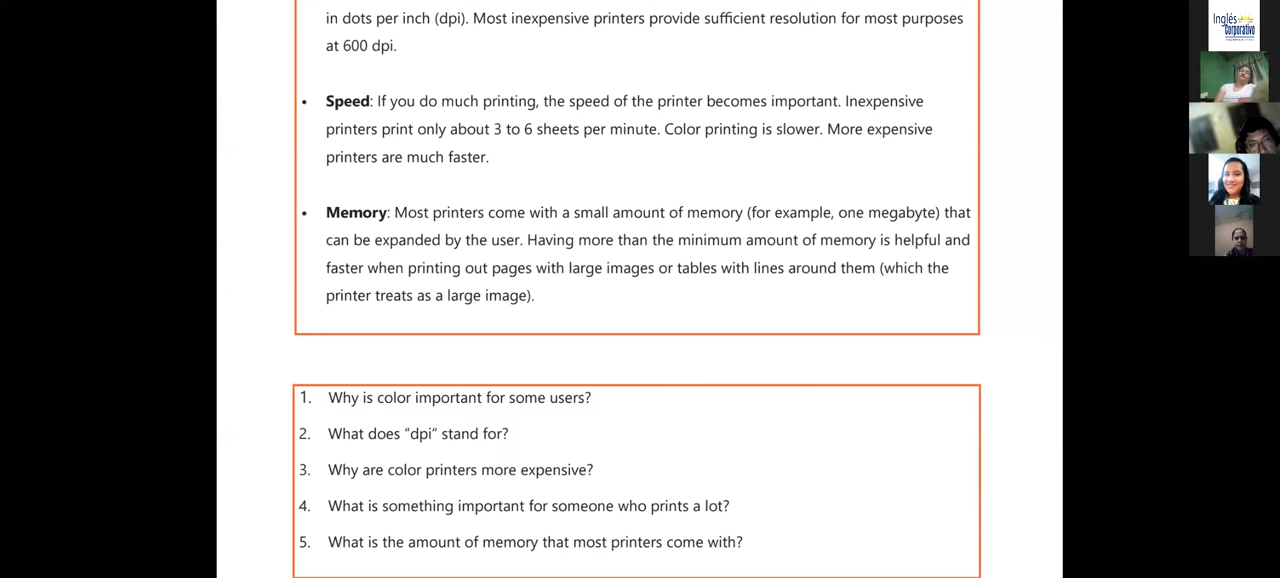 in dots per inch (dpi). Most inexpensive printers provide sufficient resolution for most purposes
at 600 dpi.
• Speed: If you do much printing, the speed of the printer becomes important. Inexpensive
printers print only about 3 to 6 sheets per minute. Color printing is slower. More expensive
printers are much faster.
• Memory: Most printers come with a small amount of memory (for example, one megabyte) that
can be expanded by the user. Having more than the minimum amount of memory is helpful and
faster when printing out pages with large images or tables with lines around them (which the
printer treats as a large image).
1. Why is color important for some users?
2. What does “dpi“ stand for?
3. Why are color printers more expensive?
4. What is something important for someone who prints a lot?
5. What is the amount of memory that most printers come with?
Inglés
Corporativo